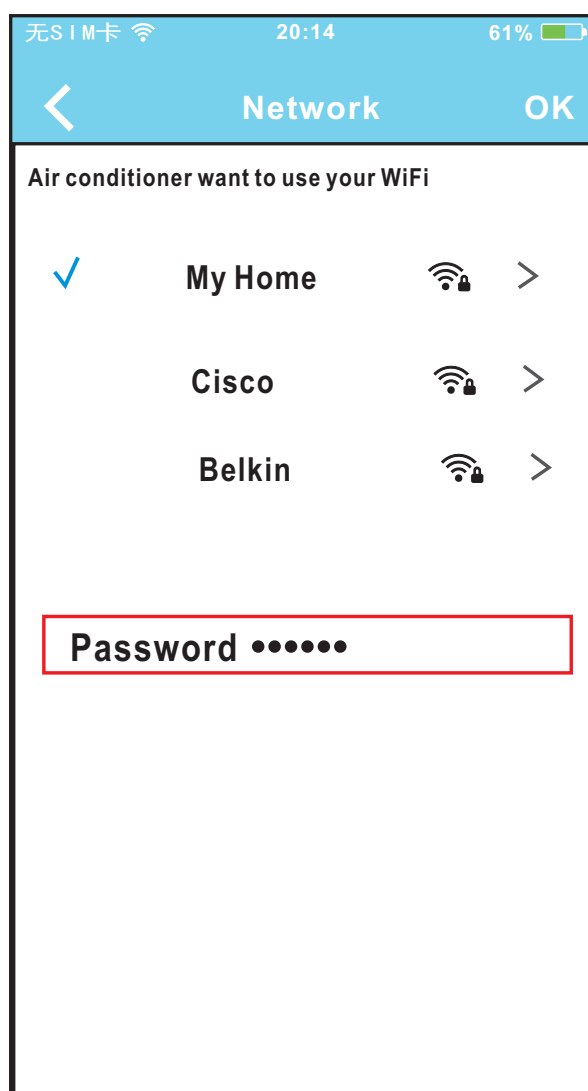 无SIM卡 20:14 61%
Network OK
Air conditioner want to use your WiFi
My Home
Cisco
Belkin
Password ••••••